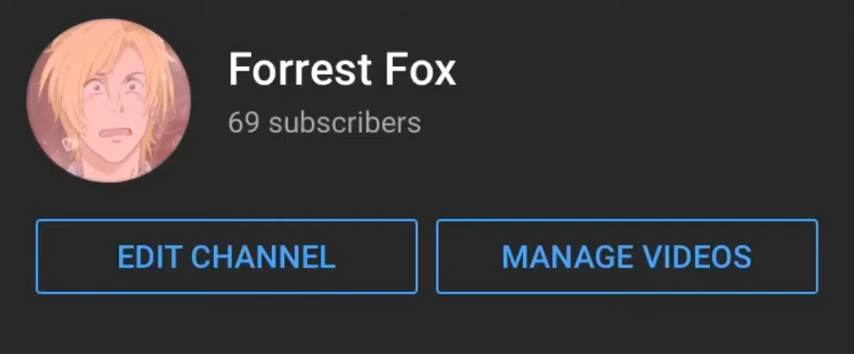 Forrest Fox
69 subscribers
EDIT CHANNEL
MANAGE VIDEOS